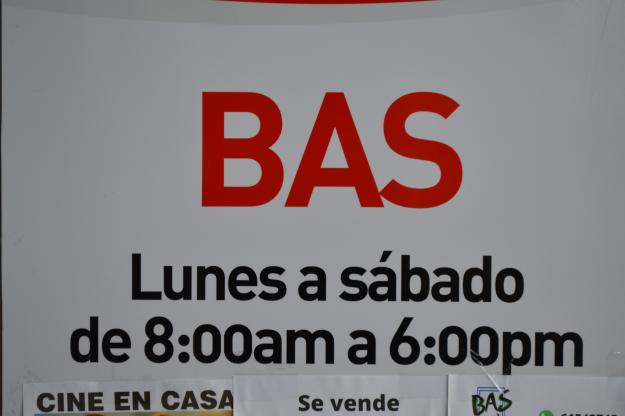 BAS
Lunes a sábado
de 8:00am a 6:00pm
CINE EN CASA
Se vende
BAS